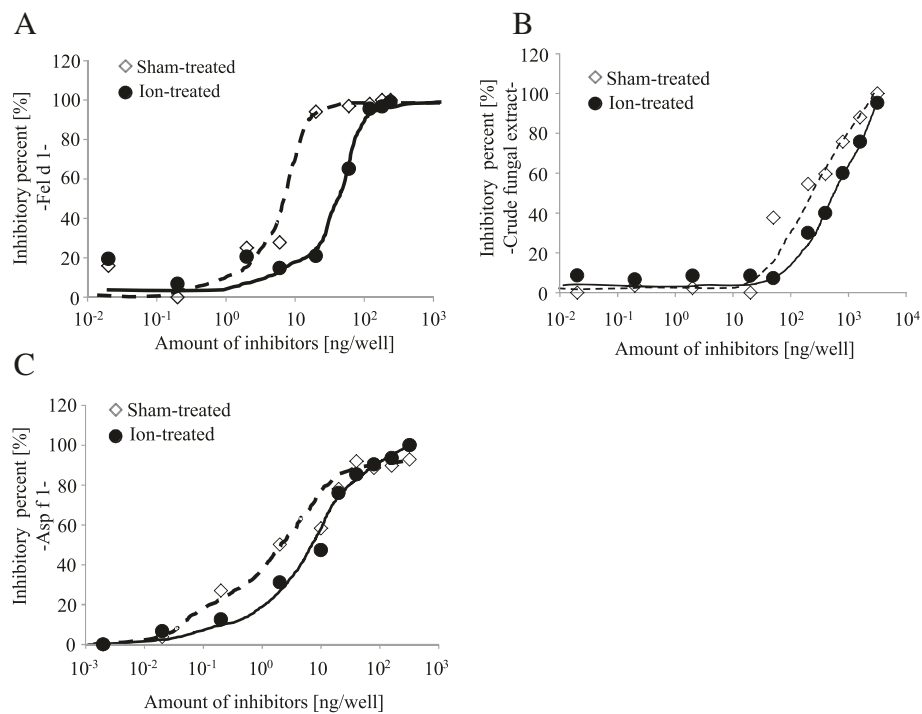 A
Inhibitory percent [%]
-Fel d 1-
Sham-treated
Ion-treated
120
100
80
60
40
20
0
10-2 10-1 100 10 102 103
Amount of inhibitors [ng/well]
B
Inhibitory percent [%]
-Crude fungal extract-
Sham-treated
Ion-treated
120
100
80
60
40
20
0
10-2 10-1 100 10 102 103 104
Amount of inhibitors [ng/well]
C
Inhibitory percent [%]
-Asp f 1-
Sham-treated
Ion-treated
120
100
80
60
40
20
0
10-3 10-2 10-1 100 10 102 103
Amount of inhibitors [ng/well]